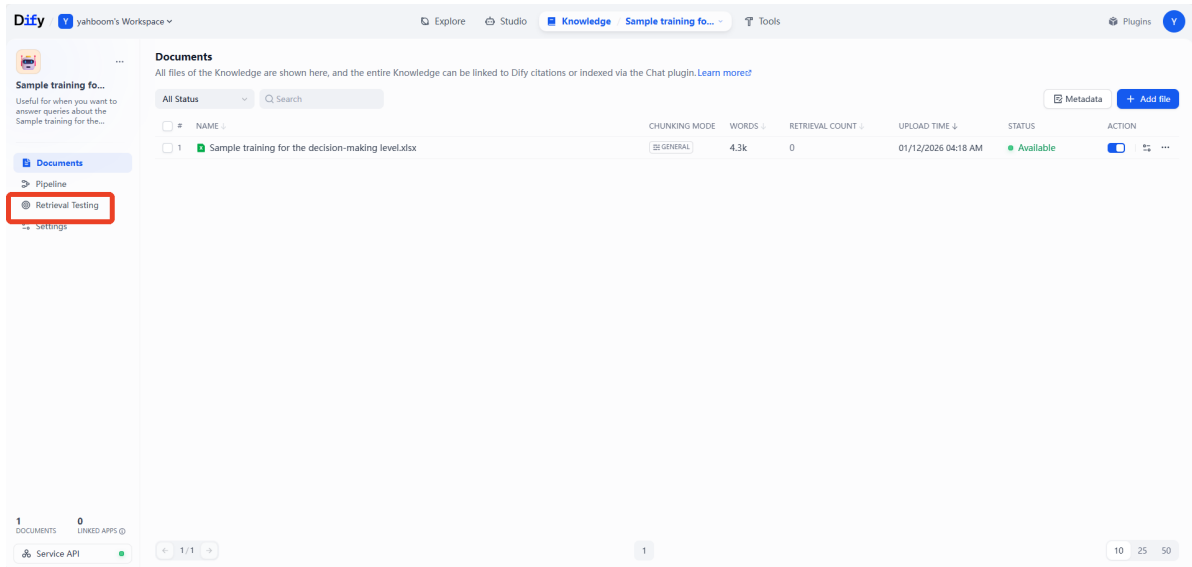 Dify / Y yahboom's Workspace
Explore
Studio
Knowledge / Sample training fo...
Tools
Plugins
Y
Sample training fo...
Useful for when you want to
answer queries about the
Sample training for the...
Documents
Pipeline
Retrieval Testing
Settings
1
DOCUMENTS
0
LINKED APPS
Service API
Documents
All files of the Knowledge are shown here, and the entire Knowledge can be linked to Dify citations or indexed via the Chat plugin. Learn more
All Status
Search
Metadata
+ Add file
# NAME CHUNKING MODE WORDS RETRIEVAL COUNT UPLOAD TIME STATUS ACTION
1 Sample training for the decision-making level.xlsx GENERAL 4.3k 0 01/12/2026 04:18 AM Available
1 / 1
1
10 25 50